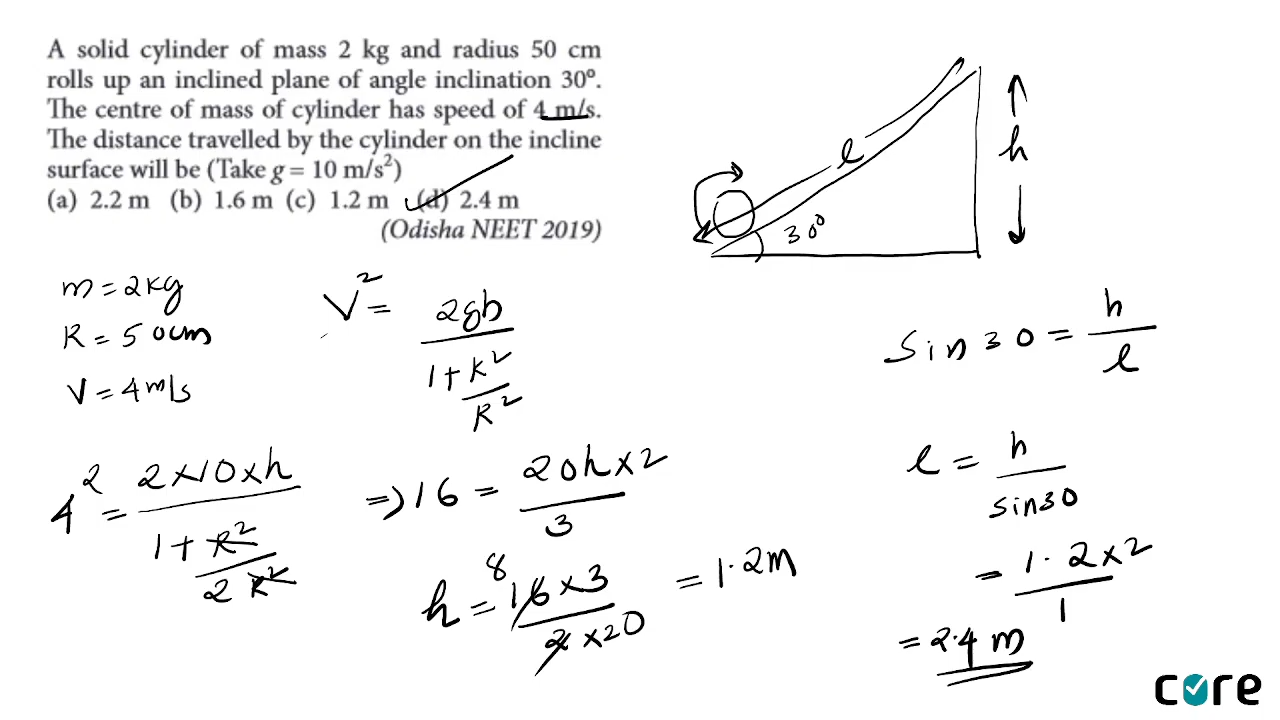 A solid cylinder of mass 2 kg and radius 50 cm
rolls up an inclined plane of angle inclination 30°.
The centre of mass of cylinder has speed of 4 m/s.
The distance travelled by the cylinder on the incline
surface will be (Take g = 10 m/s²)
(a) 2.2 m (b) 1.6 m (c) 1.2 m (d) 2.4 m
(Odisha NEET 2019)
l
h
30°
m = 2kg
R = 50cm
V = 4m/s
V² = 2gh / 1 + K²/R²
sin30 = h / l
4² = 2×10×h / 1 + R²/2R²
=> 16 = 20h×2 / 3
h = 16×3 / 2×20 8 = 1.2m
l = h / sin30
= 1.2×2 / 1
= 2.4 m
core